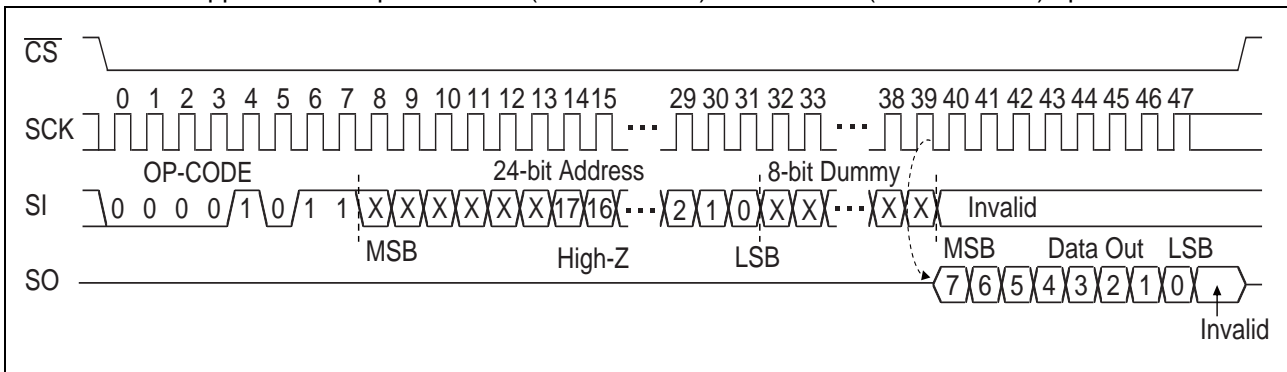 CS
0 1 2 3 4 5 6 7 8 9 10 11 12 13 14 15 29 30 31 32 33 38 39 40 41 42 43 44 45 46 47
SCK ... ...
OP-CODE 24-bit Address 8-bit Dummy
SI 0 0 0 0 1 0 1 1 X X X X X X 17 16 ... 2 1 0 X X ... X X Invalid
MSB High-Z LSB MSB Data Out LSB
SO 7 6 5 4 3 2 1 0
Invalid